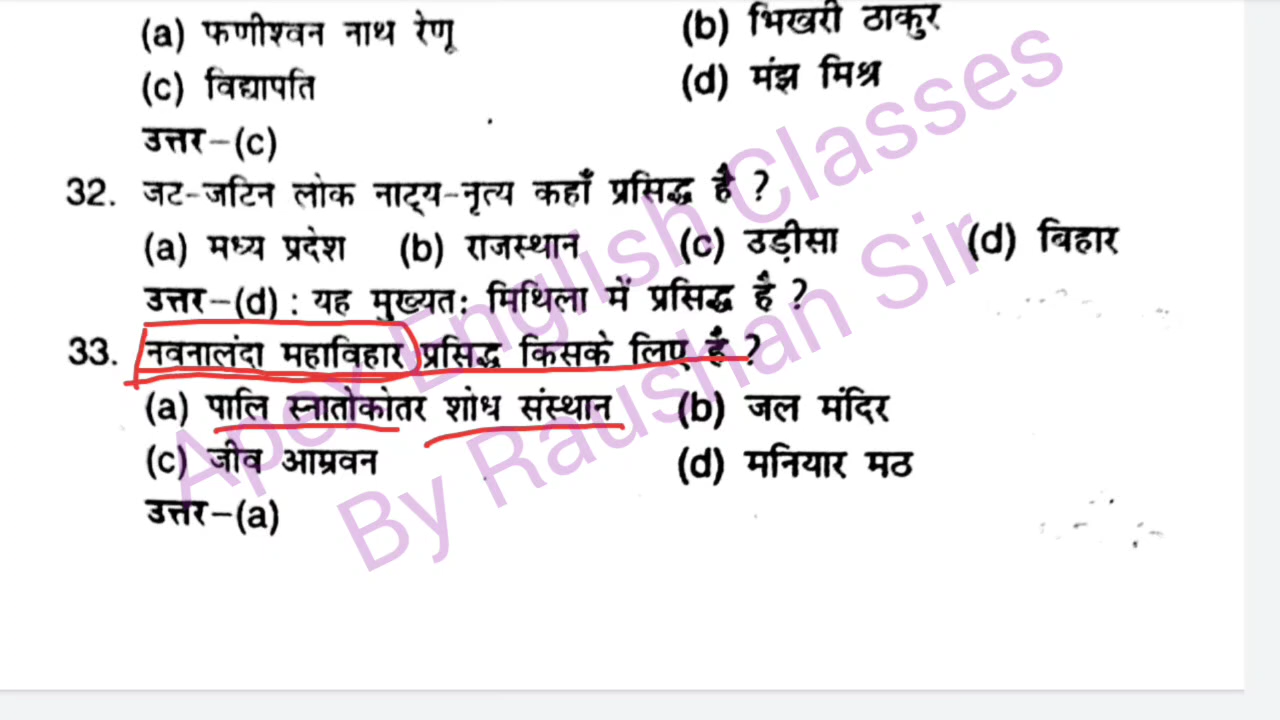 (a) फणीश्वन नाथ रेणू (b) भिखरी ठाकुर
(c) विद्यापति (d) मंझ मिश्र
उत्तर–(c)
32. जट-जटिन लोक नाट्य-नृत्य कहाँ प्रसिद्ध है ?
(a) मध्य प्रदेश (b) राजस्थान (c) उड़ीसा (d) बिहार
उत्तर–(d) : यह मुख्यतः मिथिला में प्रसिद्ध है ?
33. नवनालंदा महाविहार प्रसिद्ध किसके लिए हैं ?
(a) पालि स्नातोकोतर शोध संस्थान (b) जल मंदिर
(c) जीव आम्रवन (d) मनियार मठ
उत्तर–(a)
Apex English Classes
By Raushan Sir